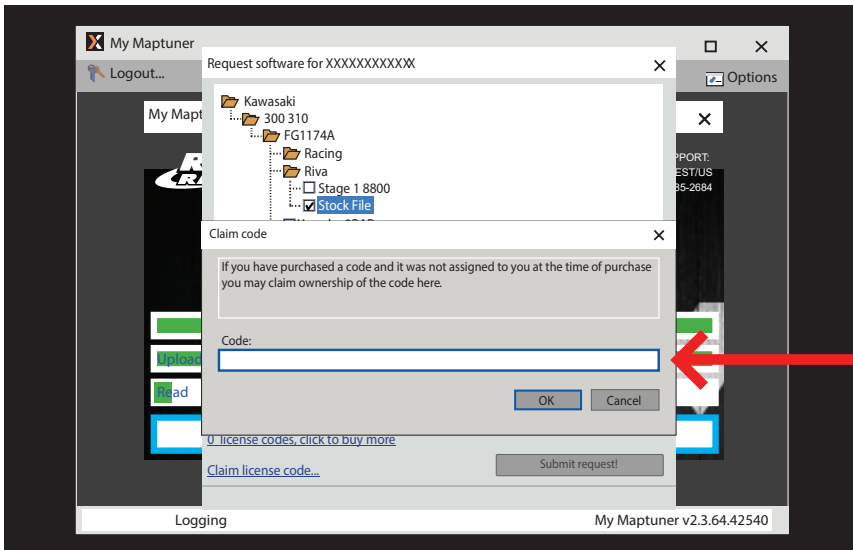 My Maptuner
Logout...
Options
Request software for XXXXXXXXXXXX
My Mapt
Kawasaki
300 310
FG1174A
Racing
Riva
Stage 1 8800
Stock File
PPORT:
EST/US
35-2684
Claim code
If you have purchased a code and it was not assigned to you at the time of purchase
you may claim ownership of the code here.
Code:
Upload
Read
OK Cancel
0 license codes, click to buy more
Claim license code...
Submit request!
Logging
My Maptuner v2.3.64.42540